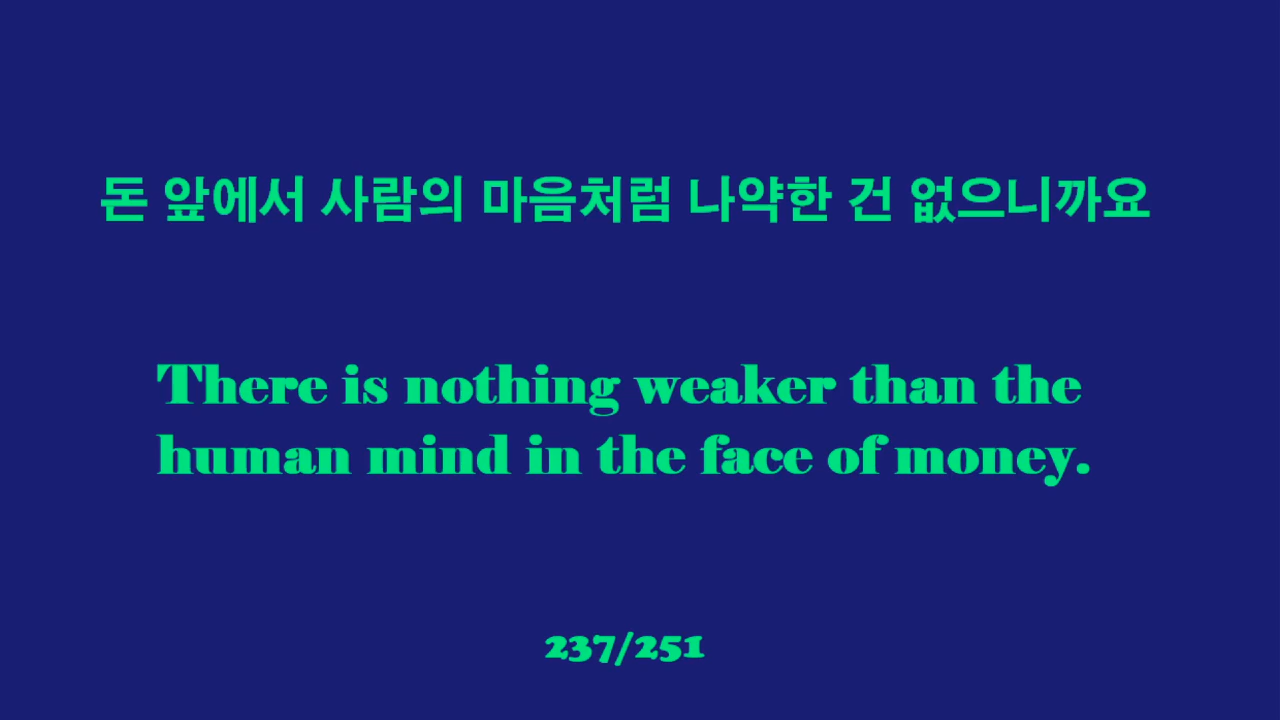 돈 앞에서 사람의 마음처럼 나약한 건 없으니까요
There is nothing weaker than the
human mind in the face of money.
237/251